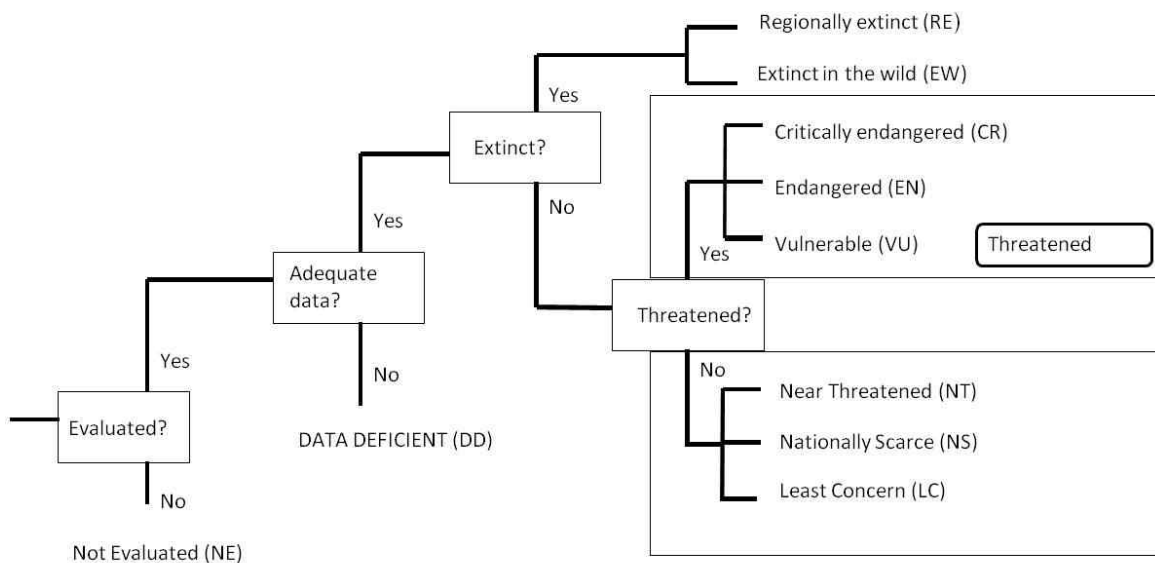 Regionally extinct (RE)
Extinct in the wild (EW)
Yes
Extinct?
Critically endangered (CR)
No
Endangered (EN)
Yes
Vulnerable (VU)
Threatened
Yes
Adequate
data?
Threatened?
Yes
No
No
Near Threatened (NT)
Evaluated?
DATA DEFICIENT (DD)
Nationally Scarce (NS)
No
Least Concern (LC)
Not Evaluated (NE)